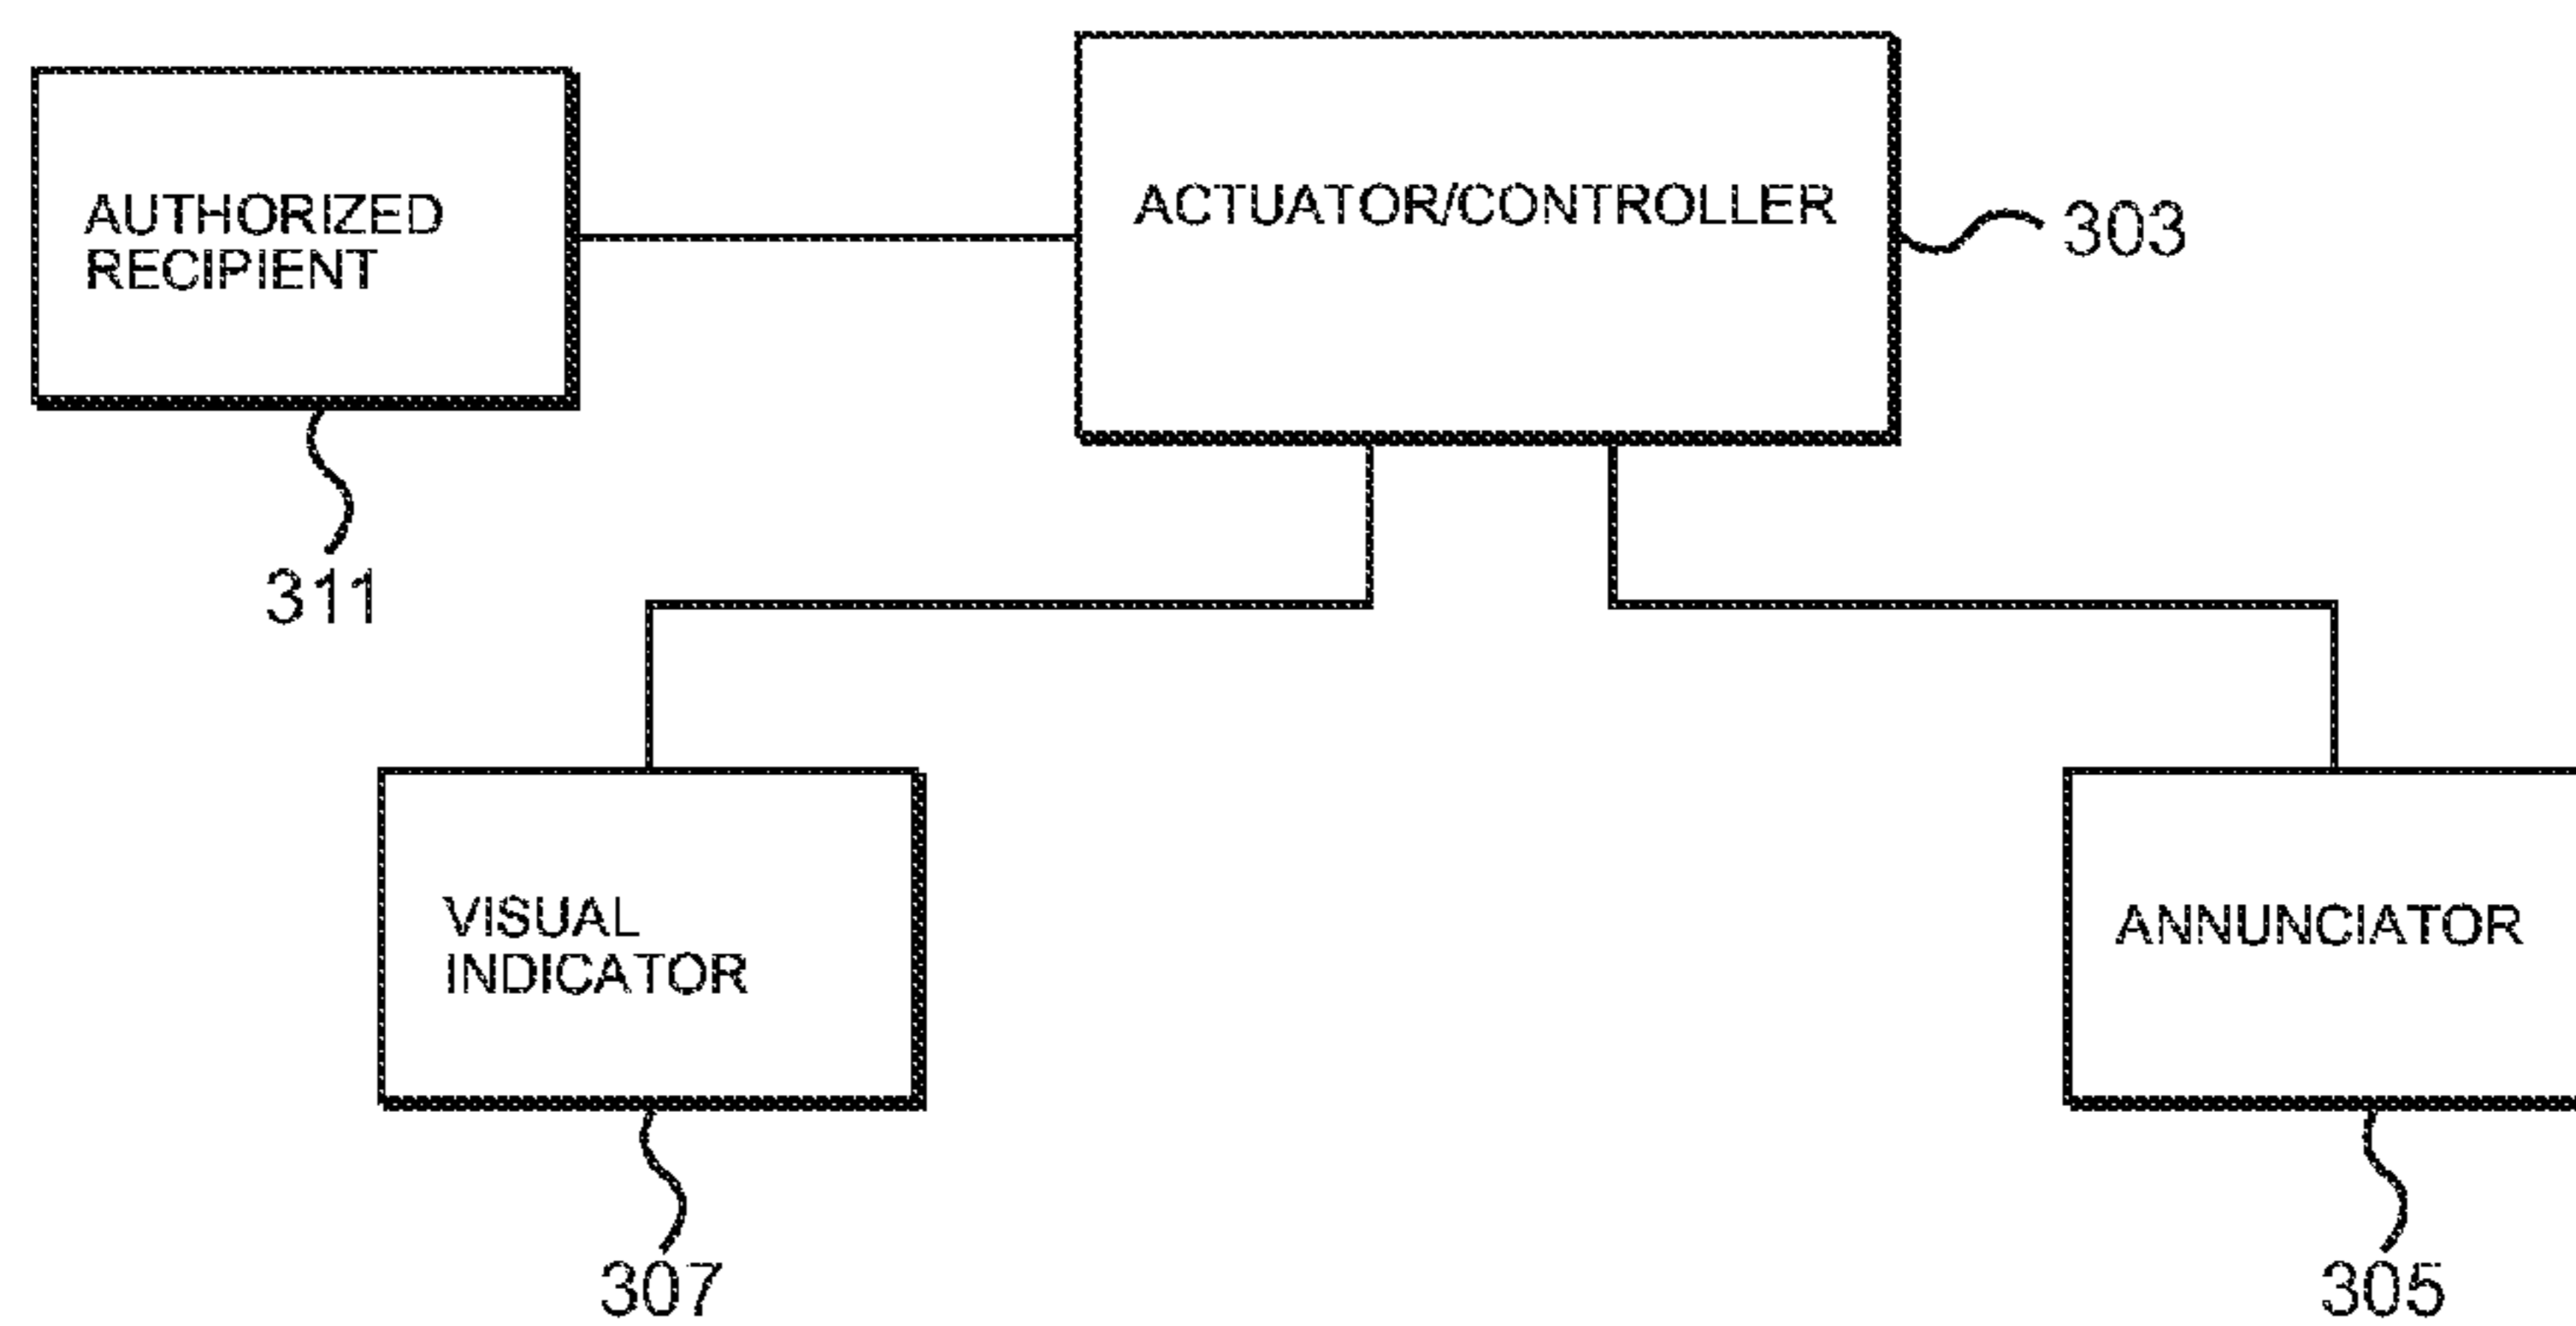 AUTHORIZED
RECIPIENT
ACTUATOR/CONTROLLER
303
311
VISUAL
INDICATOR
ANNUNCIATOR
307
305